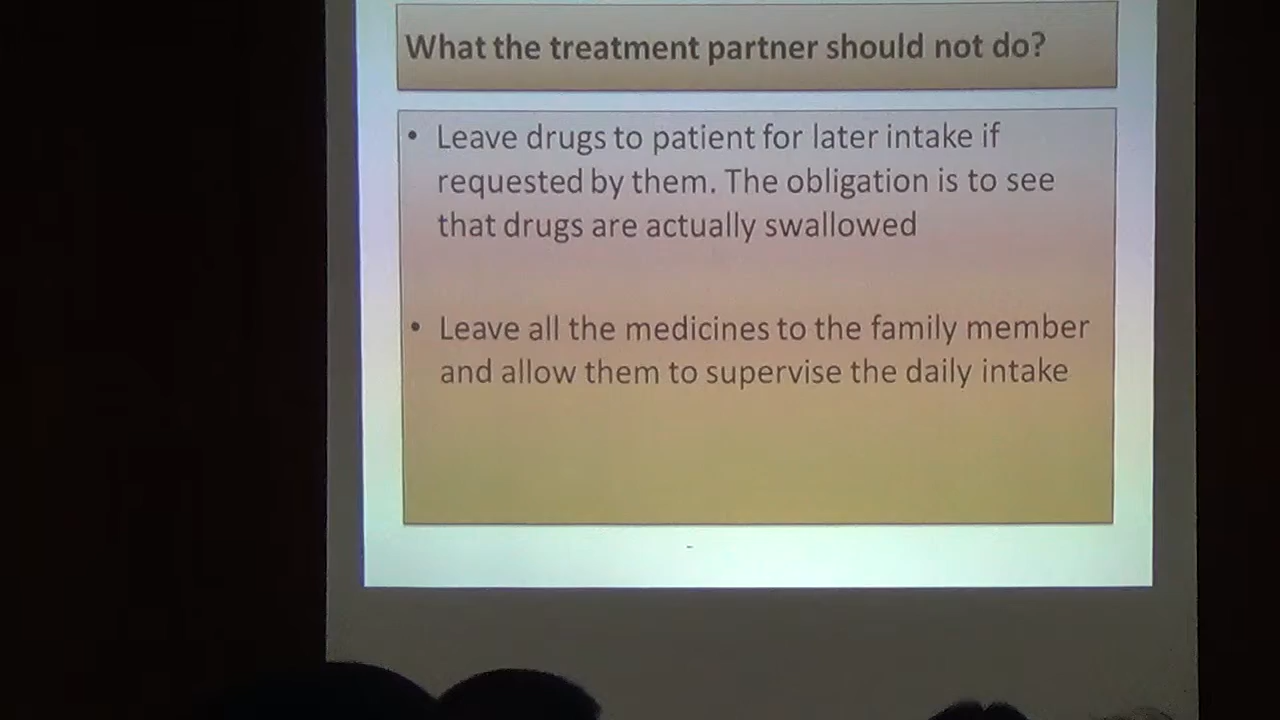 What the treatment partner should not do?
• Leave drugs to patient for later intake if
requested by them. The obligation is to see
that drugs are actually swallowed
• Leave all the medicines to the family member
and allow them to supervise the daily intake